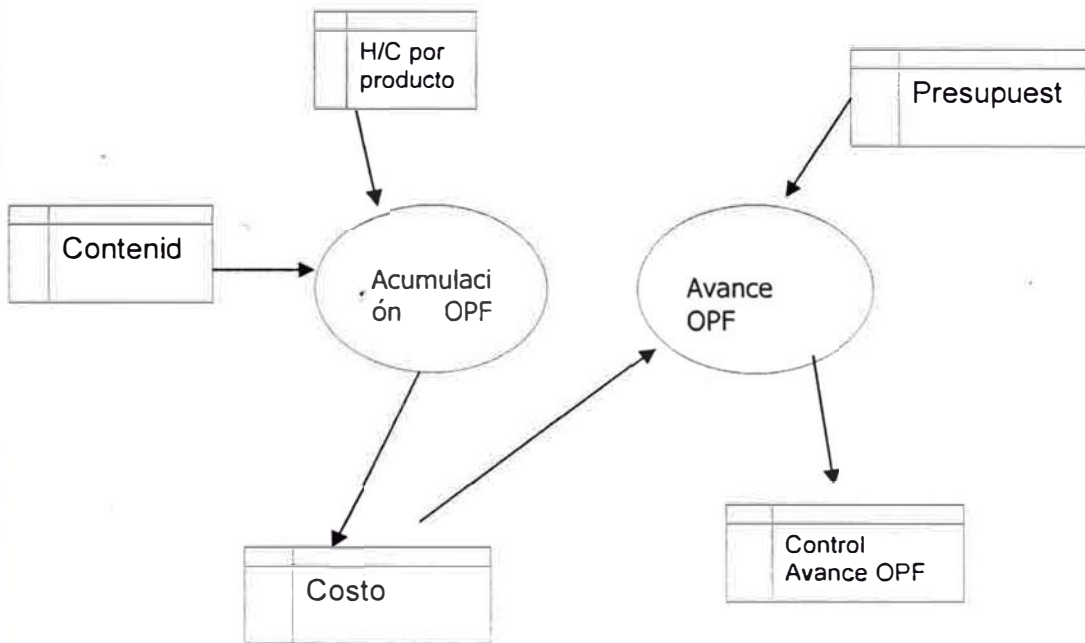 H/C por
producto
Presupuest
Contenid
Acumulaci
ón OPF
Avance
OPF
Costo
Control
Avance OPF